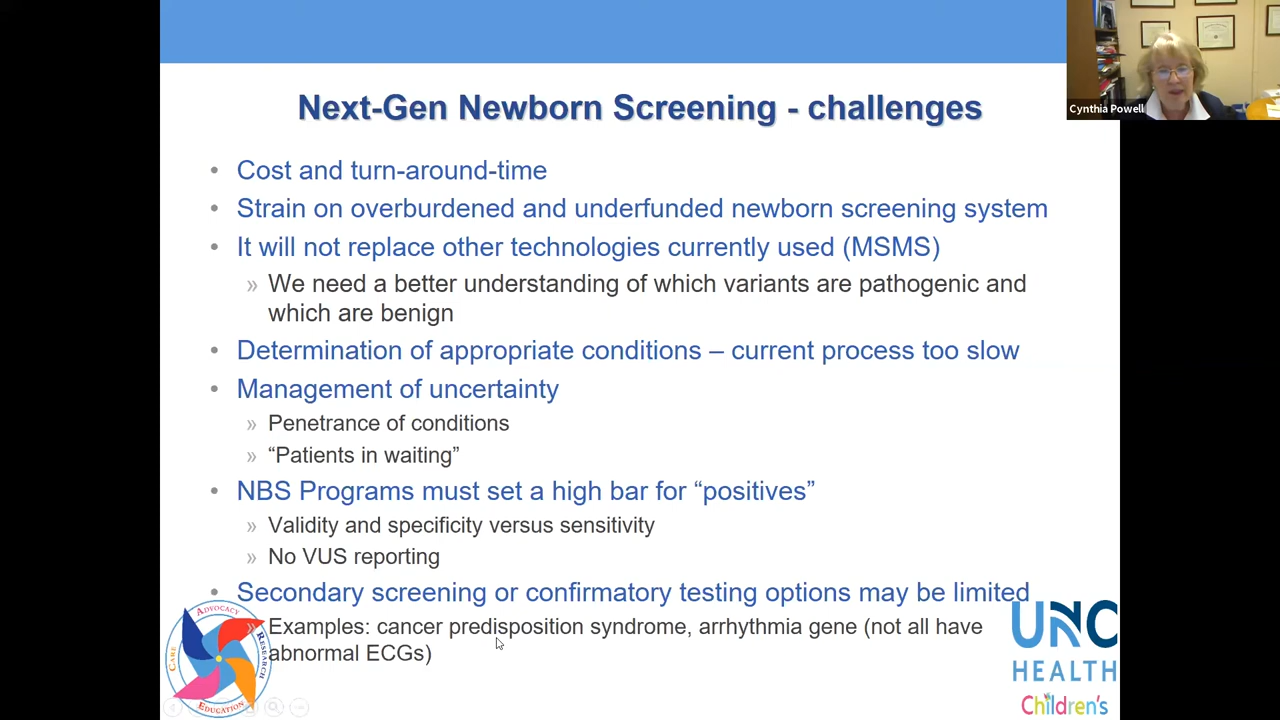 Next-Gen Newborn Screening - challenges
Cynthia Powell
• Cost and turn-around-time
• Strain on overburdened and underfunded newborn screening system
• It will not replace other technologies currently used (MSMS)
» We need a better understanding of which variants are pathogenic and
which are benign
• Determination of appropriate conditions – current process too slow
• Management of uncertainty
» Penetrance of conditions
» “Patients in waiting”
• NBS Programs must set a high bar for “positives”
» Validity and specificity versus sensitivity
» No VUS reporting
• Secondary screening or confirmatory testing options may be limited
» Examples: cancer predisposition syndrome, arrhythmia gene (not all have
abnormal ECGs)
ADVOCACY
RESEARCH
EDUCATION
CARE
UNC
HEALTH
Children's